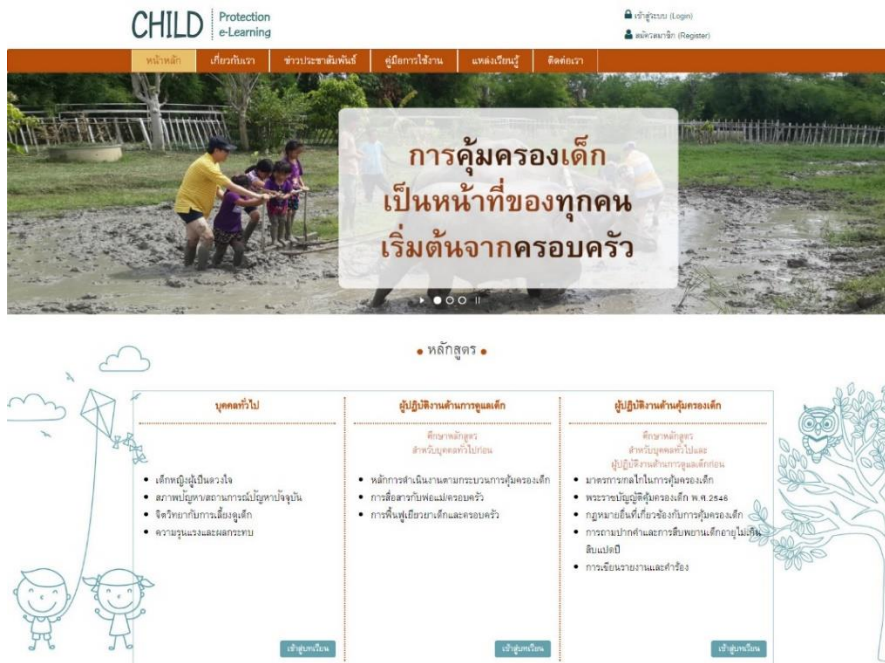 CHILD
Protection
e-Learning
เข้าสู่ระบบ (Login)
สมัครสมาชิก (Register)
หน้าหลัก เกี่ยวกับเรา ข่าวประชาสัมพันธ์ คู่มือการใช้งาน แหล่งเรียนรู้ ติดต่อเรา
การคุ้มครองเด็ก
เป็นหน้าที่ของทุกคน
เริ่มต้นจากครอบครัว
หลักสูตร
บุคคลทั่วไป
เด็กหญิงผู้เป็นดวงใจ
สภาพปัญหา/สถานการณ์ปัญหาปัจจุบัน
จิตวิทยากับการเลี้ยงดูเด็ก
ความรุนแรงและผลกระทบ
เข้าสู่บทเรียน
ผู้ปฏิบัติงานด้านการดูแลเด็ก
ศึกษาหลักสูตร
สำหรับบุคคลทั่วไปก่อน
หลักการดำเนินงานตามกระบวนการคุ้มครองเด็ก
การสื่อสารกับพ่อแม่/ครอบครัว
การฟื้นฟูเยียวยาเด็กและครอบครัว
เข้าสู่บทเรียน
ผู้ปฏิบัติงานด้านคุ้มครองเด็ก
ศึกษาหลักสูตร
สำหรับบุคคลทั่วไปและ
ผู้ปฏิบัติงานด้านการดูแลเด็กก่อน
มาตรการกลไกในการคุ้มครองเด็ก
พระราชบัญญัติคุ้มครองเด็ก พ.ศ.2546
กฎหมายอื่นที่เกี่ยวข้องกับการคุ้มครองเด็ก
การถามปากคำและการสืบพยานเด็กอายุไม่เกิน
สิบแปดปี
การเขียนรายงานและคำร้อง
เข้าสู่บทเรียน